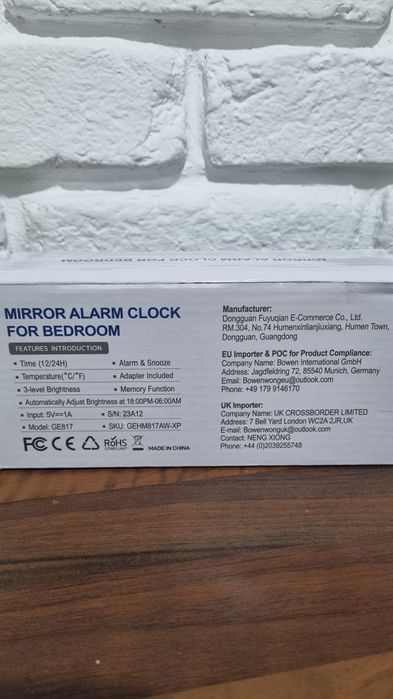 MIRROR ALARM CLOCK FOR BEDROOM
MIRROR ALARM CLOCK
FOR BEDROOM
FEATURES INTRODUCTION
• Time (12/24H) • Alarm & Snooze
• Temperature(°C/°F) • Adapter Included
• 3-level Brightness • Memory Function
• Automatically Adjust Brightness at 18:00PM-06:00AM
• Input: 5V⎓1A • S/N: 23A12
• Model: GE817 • SKU: GEHM817AW-XP
FC CE RoHS MADE IN CHINA
COMPLIANT
Manufacturer:
Dongguan Fuyuqian E-Commerce Co., Ltd.
RM.304, No.74 Humenxinlianjiuxiang, Humen Town,
Dongguan, Guangdong
EU Importer & POC for Product Compliance:
Company Name: Bowen International GmbH
Address: Jagdfeldring 72, 85540 Munich, Germany
Email: Bowenwongeu@outlook.com
Phone: +49 179 9146170
UK Importer:
Company Name: UK CROSSBORDER LIMITED
Address: 7 Bell Yard London WC2A 2JR,UK
E-mail: Bowenwonguk@outlook.com
Contact: NENG XIONG
Phone: +44 (0)2039255748